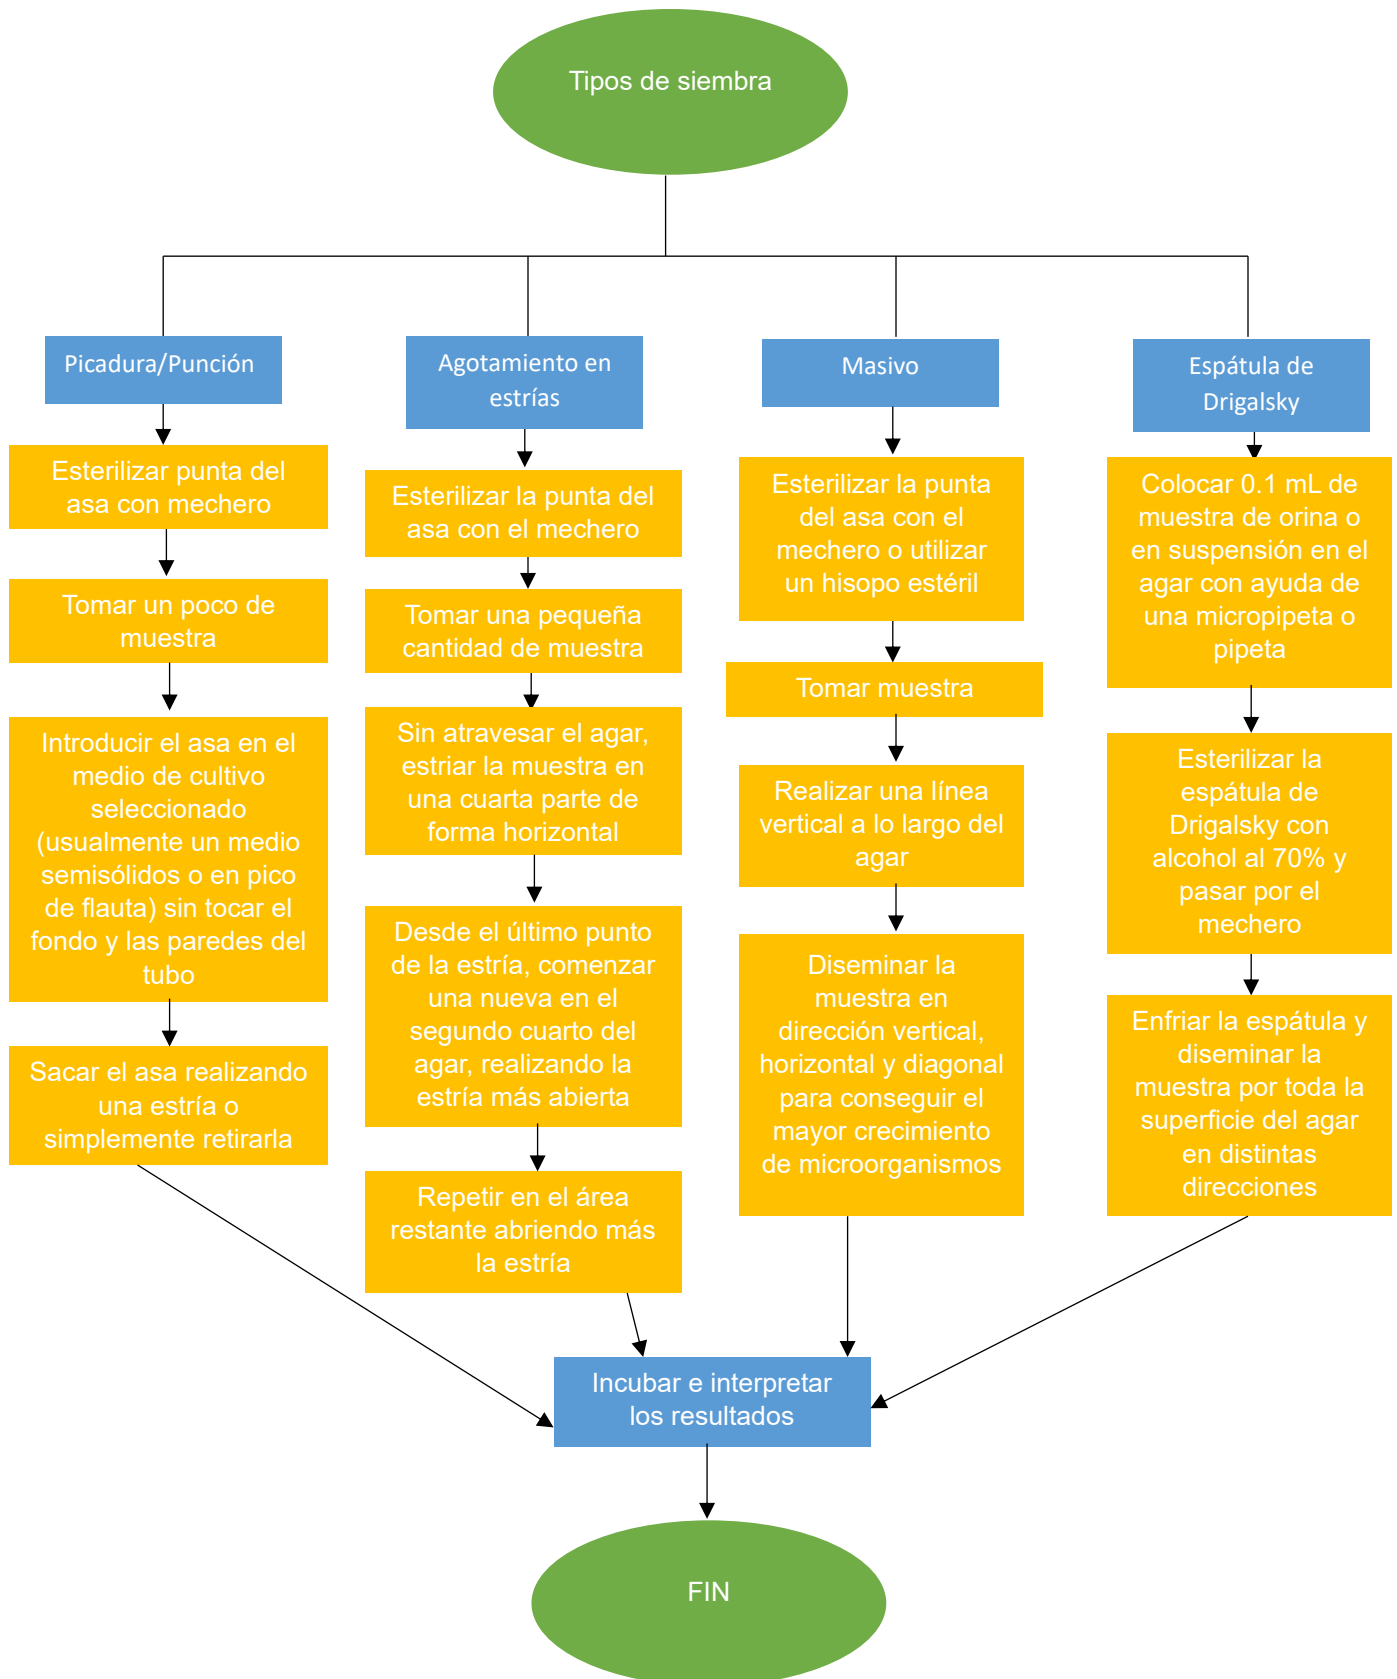 Tipos de siembra
Picadura/Punción
Esterilizar punta del
asa con mechero
Tomar un poco de
muestra
Introducir el asa en el
medio de cultivo
seleccionado
(usualmente un medio
semisólidos o en pico
de flauta) sin tocar el
fondo y las paredes del
tubo
Sacar el asa realizando
una estría o
simplemente retirarla
Agotamiento en
estrías
Esterilizar la punta del
asa con el mechero
Tomar una pequeña
cantidad de muestra
Sin atravesar el agar,
estriar la muestra en
una cuarta parte de
forma horizontal
Desde el último punto
de la estría, comenzar
una nueva en el
segundo cuarto del
agar, realizando la
estría más abierta
Repetir en el área
restante abriendo más
la estría
Masivo
Esterilizar la punta
del asa con el
mechero o utilizar
un hisopo estéril
Tomar muestra
Realizar una línea
vertical a lo largo del
agar
Diseminar la
muestra en
dirección vertical,
horizontal y diagonal
para conseguir el
mayor crecimiento
de microorganismos
Espátula de
Drigalsky
Colocar 0.1 mL de
muestra de orina o
en suspensión en el
agar con ayuda de
una micropipeta o
pipeta
Esterilizar la
espátula de
Drigalsky con
alcohol al 70% y
pasar por el
mechero
Enfriar la espátula y
diseminar la
muestra por toda la
superficie del agar
en distintas
direcciones
Incubar e interpretar
los resultados
FIN